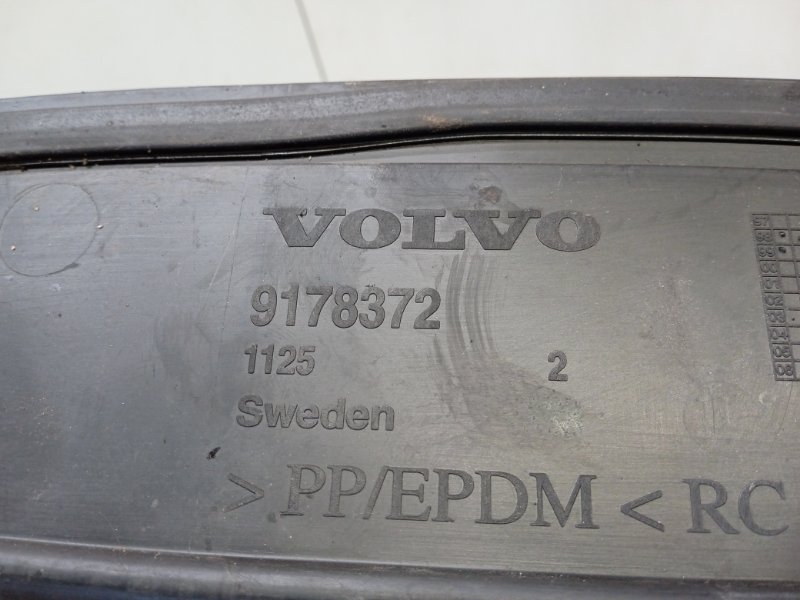 VOLVO
9178372
1125 2
Sweden
> PP/EPDM < RC